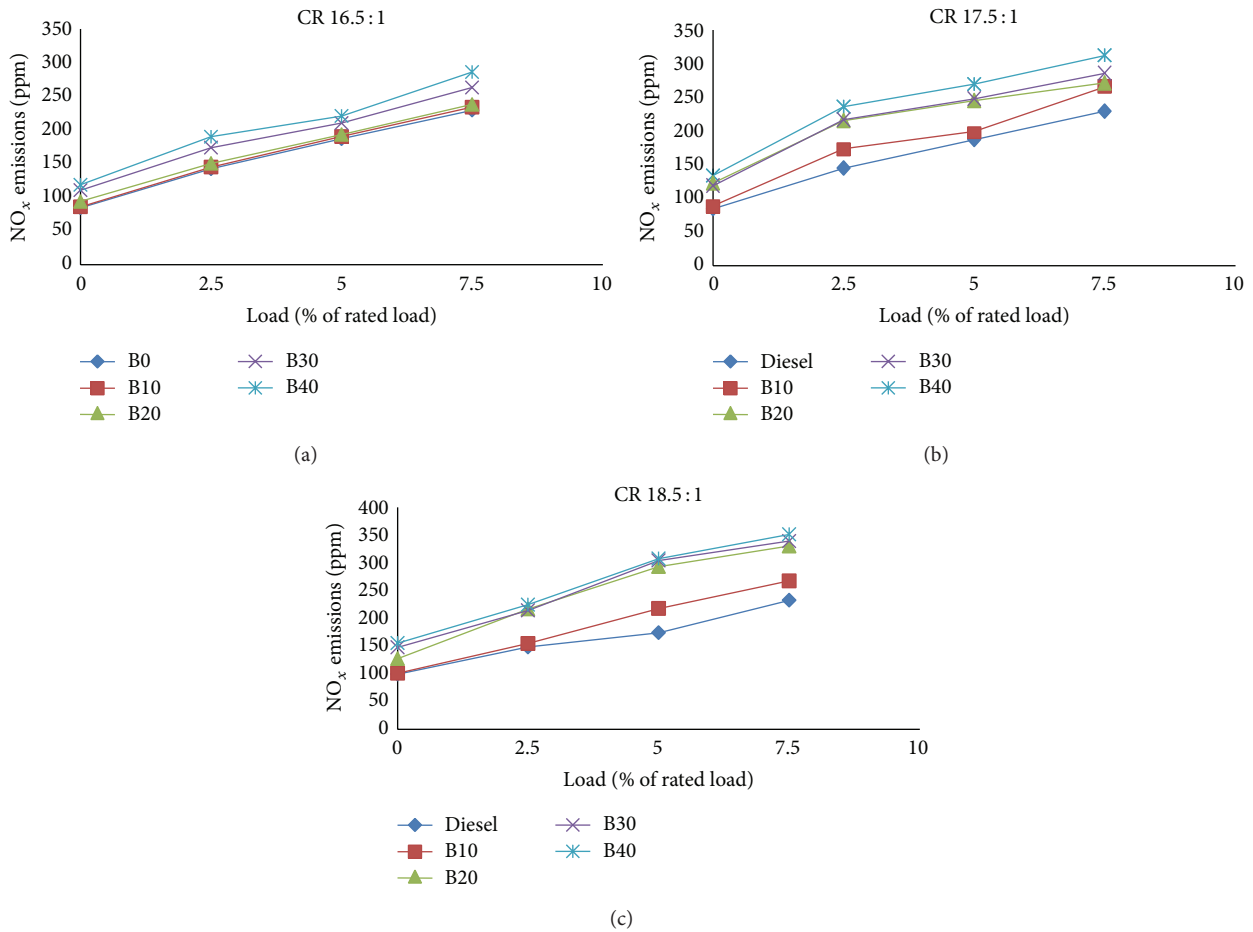 CR 16.5 : 1
NOx emissions (ppm)
350
300
250
200
150
100
50
0
0 2.5 5 7.5 10
Load (% of rated load)
B0
B10
B20
B30
B40
(a)
CR 17.5 : 1
NOx emissions (ppm)
350
300
250
200
150
100
50
0
0 2.5 5 7.5 10
Load (% of rated load)
Diesel
B10
B20
B30
B40
(b)
CR 18.5 : 1
NOx emissions (ppm)
400
350
300
250
200
150
100
50
0
0 2.5 5 7.5 10
Load (% of rated load)
Diesel
B10
B20
B30
B40
(c)